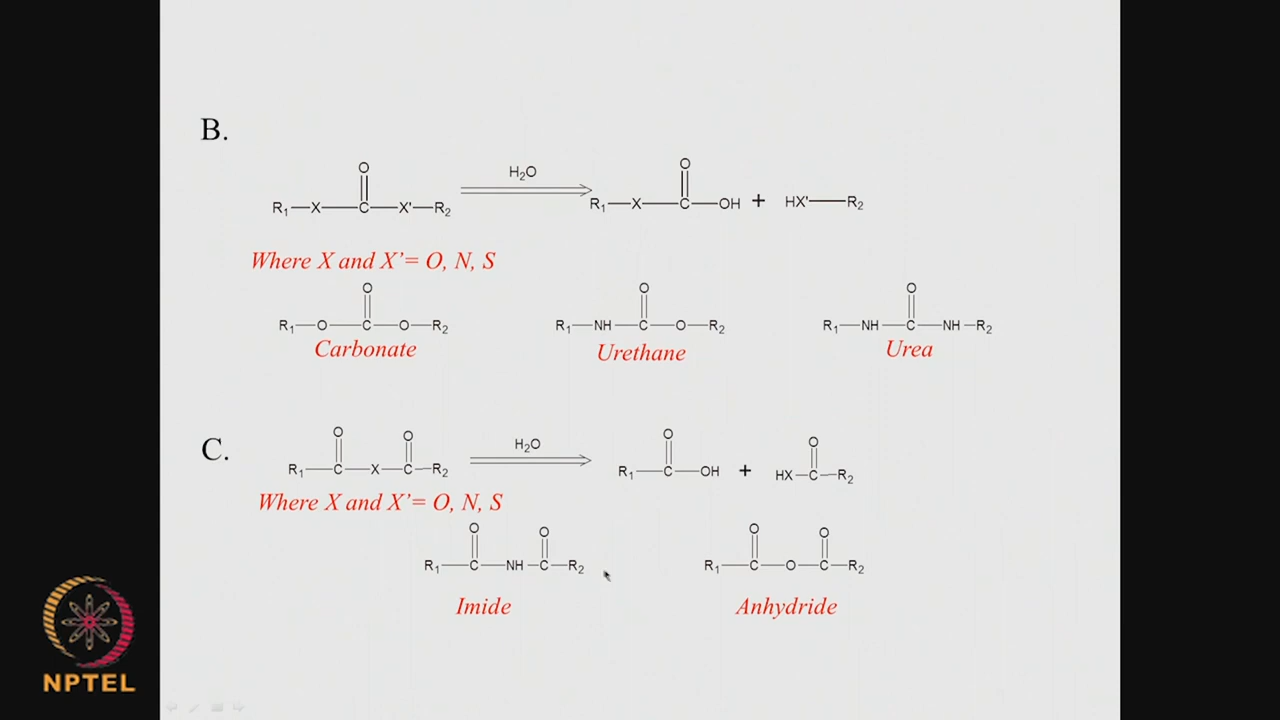 B.
O
R₁—X—C—X'—R₂
H₂O
O
R₁—X—C—OH + HX'—R₂
Where X and X'= O, N, S
O
R₁—O—C—O—R₂
Carbonate
O
R₁—NH—C—O—R₂
Urethane
O
R₁—NH—C—NH—R₂
Urea
C.
O O
R₁—C—X—C—R₂
H₂O
O
R₁—C—OH
+
O
HX—C—R₂
Where X and X'= O, N, S
O O
R₁—C—NH—C—R₂
Imide
O O
R₁—C—O—C—R₂
Anhydride
NPTEL